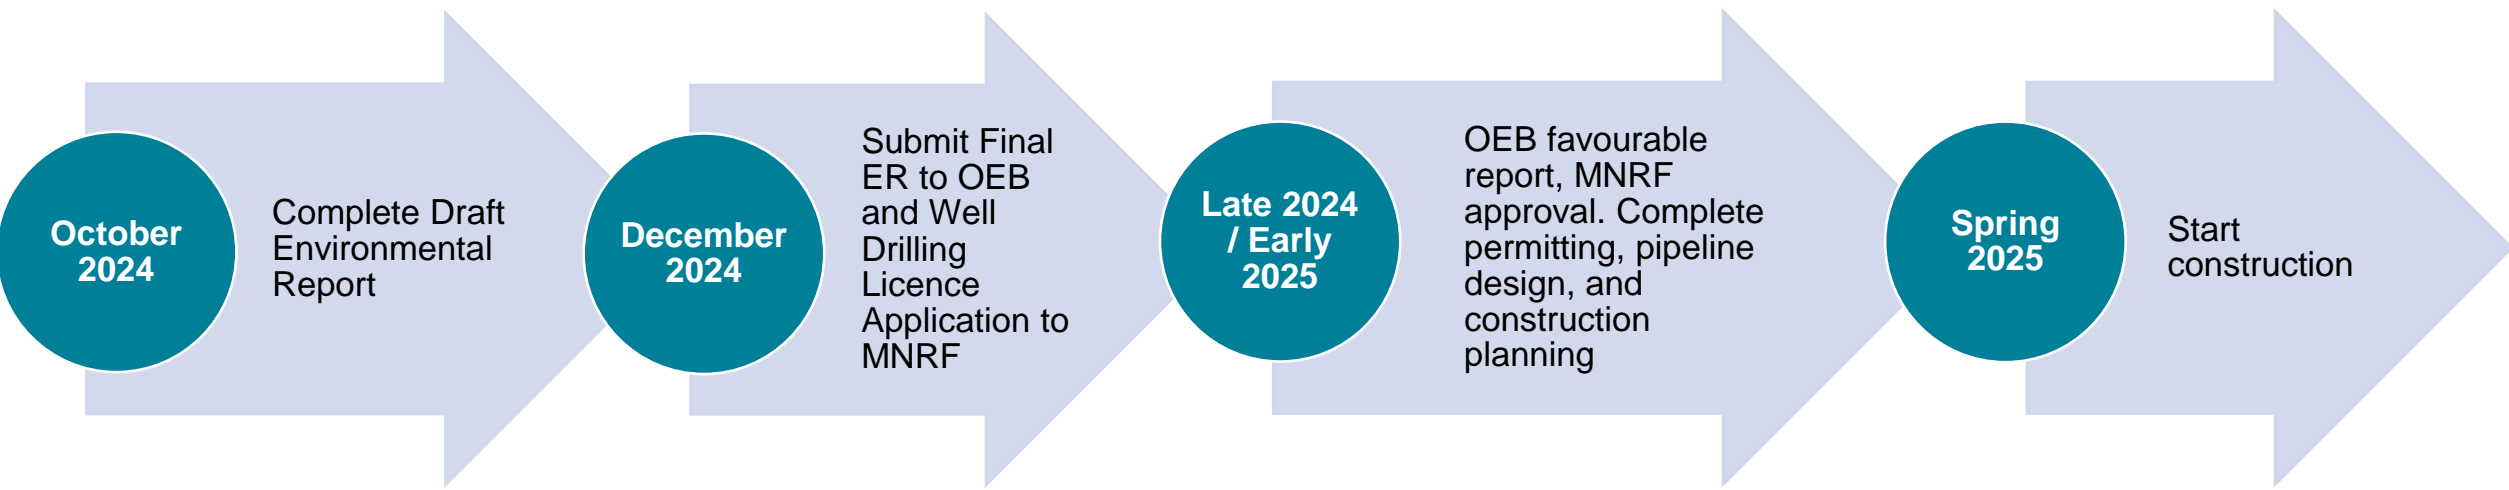 October
2024
Complete Draft
Environmental
Report
December
2024
Submit Final
ER to OEB
and Well
Drilling
Licence
Application to
MNRF
Late 2024
/ Early
2025
OEB favourable
report, MNRF
approval. Complete
permitting, pipeline
design, and
construction
planning
Spring
2025
Start
construction